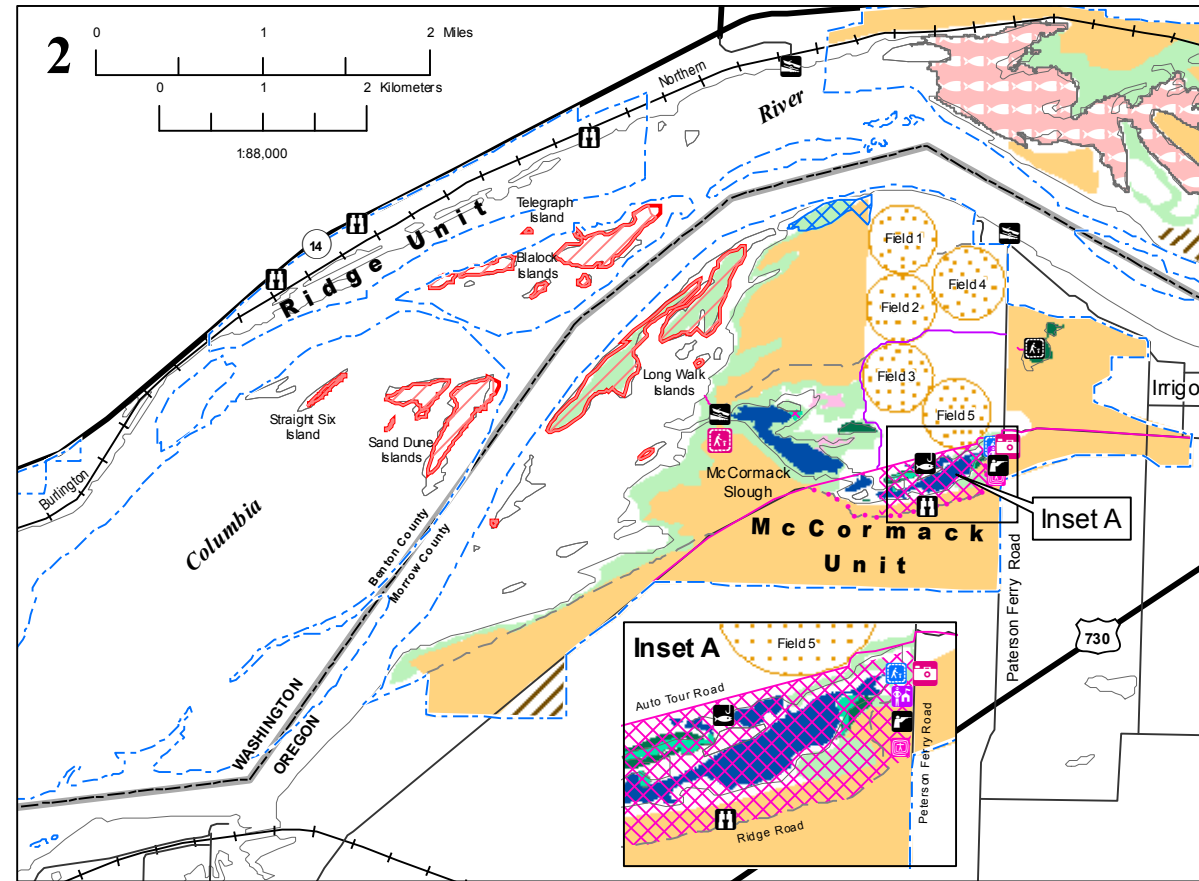 2
0 1 2 Miles
0 1 2 Kilometers
1:88,000
Northern
River
Telegraph
Island
14
Ridge Unit
Blalock
Islands
Field 1
Field 4
Field 2
Field 3
Field 5
Long Walk
Islands
Straight Six
Island
Sand Dune
Islands
Irrigo
Burlington
McCormack
Slough
Columbia
Inset A
McCormack
Unit
Benton County
Morrow County
Paterson Ferry Road
730
WASHINGTON
OREGON
Inset A
Field 5
Auto Tour Road
Peterson Ferry Road
Ridge Road